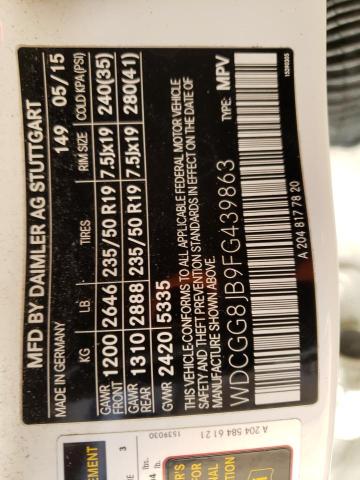 MFD BY DAIMLER AG STUTTGART
MADE IN GERMANY 149 05/15
KG LB TIRES RIM SIZE COLD KPA(PSI)
GAWR FRONT 1200 2646 235/50 R19 7.5Jx19 240(35)
GAWR REAR 1310 2888 235/50 R19 7.5Jx19 280(41)
GVWR 2420 5335
THIS VEHICLE CONFORMS TO ALL APPLICABLE FEDERAL MOTOR VEHICLE
SAFETY AND THEFT PREVENTION STANDARDS IN EFFECT ON THE DATE OF
MANUFACTURE SHOWN ABOVE. TYPE: MPV
WDCGG8JB9FG439863
A 204 817 78 20
15390305
A 204 584 61 21
1539030